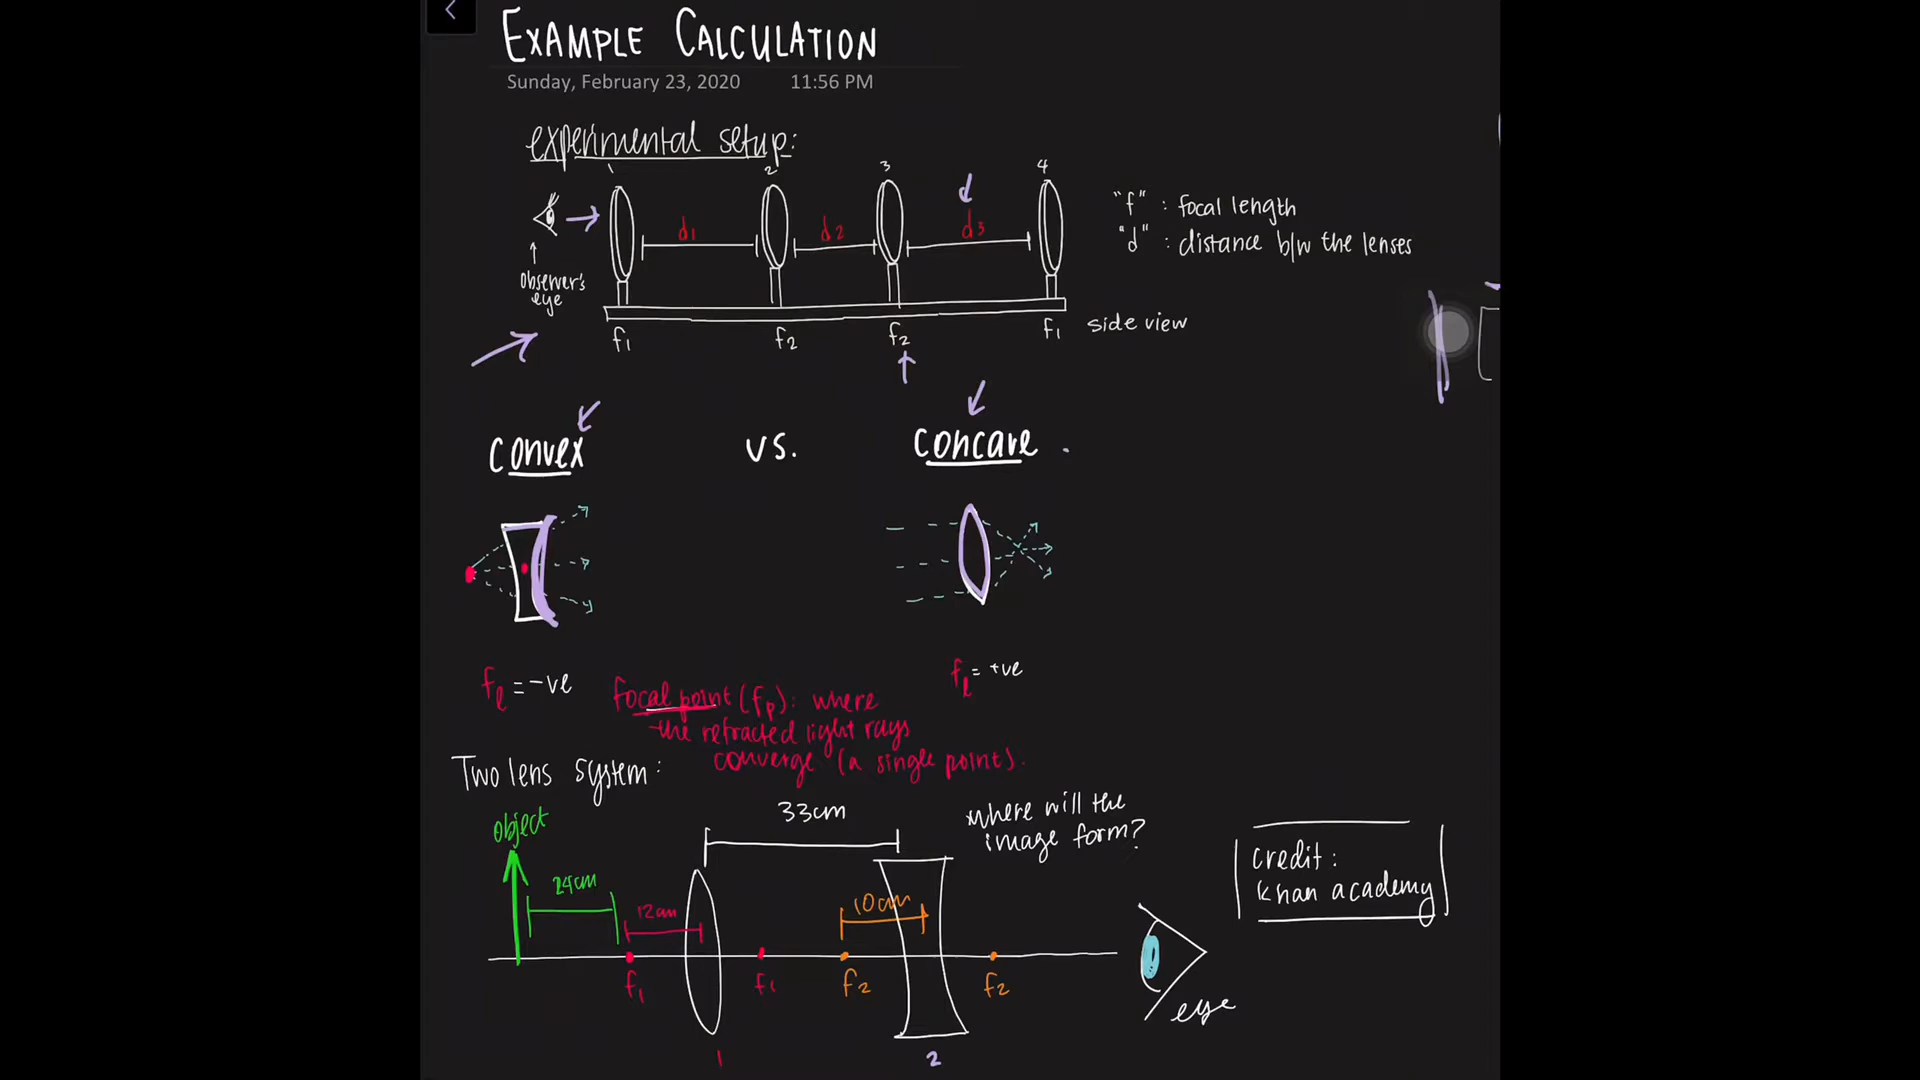 EXAMPLE CALCULATION
Sunday, February 23, 2020 11:56 PM
experimental setup:
1 2 3 4
d
d1 d2 d3
"f" : focal length
"d" : distance b/w the lenses
observer's
eye
f1 f2 f2 f1 side view
convex vs. concave
fl = -ve
fl = +ve
focal point (fp): where
the refracted light rays
converge (a single point).
Two lens system:
object
33cm
where will the
image form?
24cm
12cm
10cm
credit:
khan academy
f1 f1 f2 f2
eye
1 2